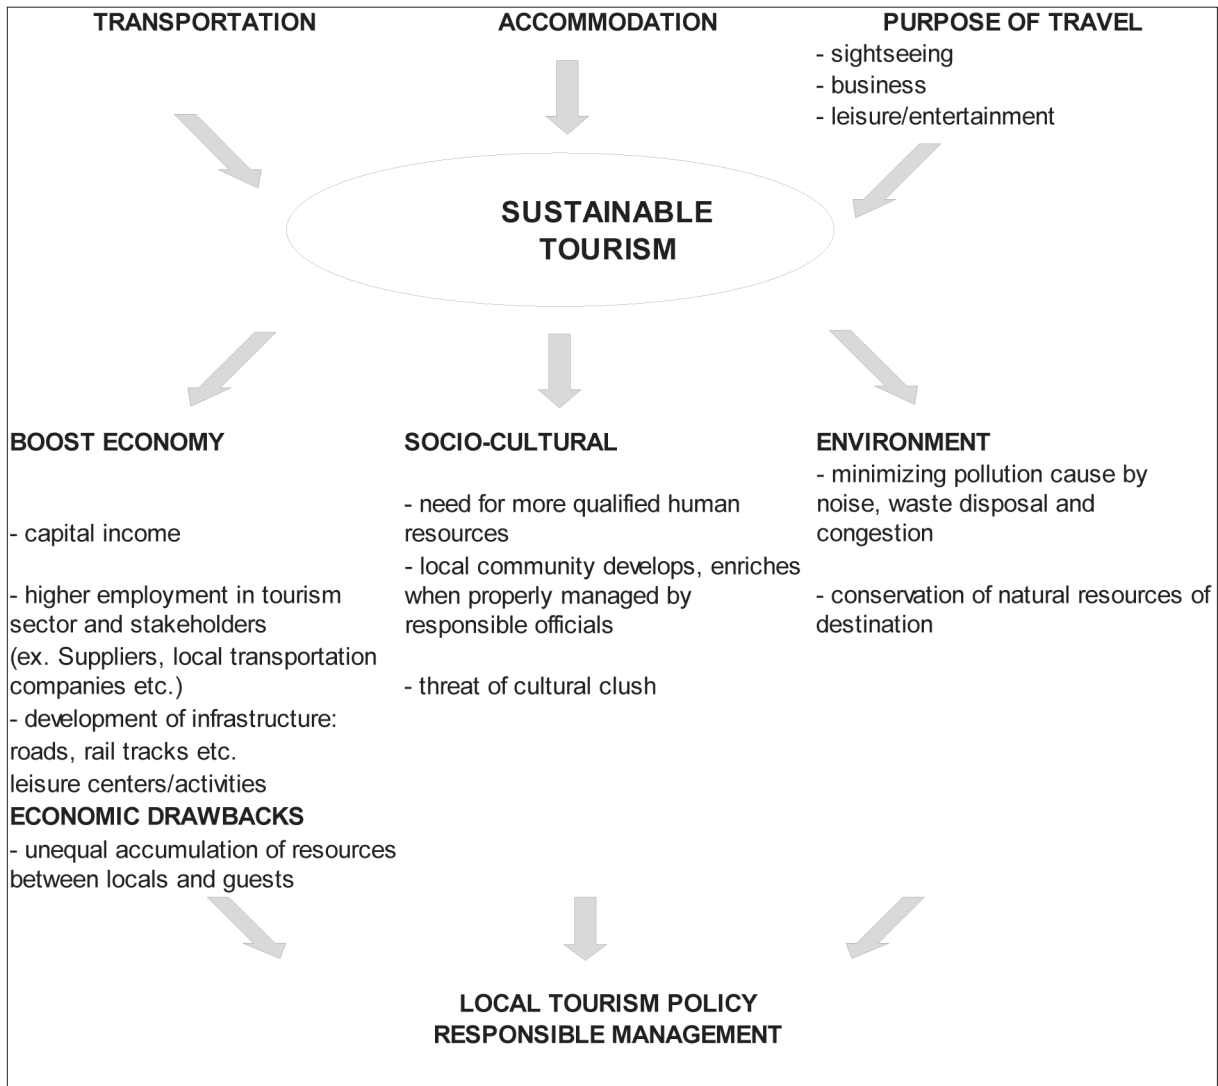 TRANSPORTATION
ACCOMMODATION
PURPOSE OF TRAVEL
- sightseeing
- business
- leisure/entertainment
SUSTAINABLE
TOURISM
BOOST ECONOMY
- capital income
- higher employment in tourism
sector and stakeholders
(ex. Suppliers, local transportation
companies etc.)
- development of infrastructure:
roads, rail tracks etc.
leisure centers/activities
ECONOMIC DRAWBACKS
- unequal accumulation of resources
between locals and guests
SOCIO-CULTURAL
- need for more qualified human
resources
- local community develops, enriches
when properly managed by
responsible officials
- threat of cultural clush
ENVIRONMENT
- minimizing pollution cause by
noise, waste disposal and
congestion
- conservation of natural resources of
destination
LOCAL TOURISM POLICY
RESPONSIBLE MANAGEMENT